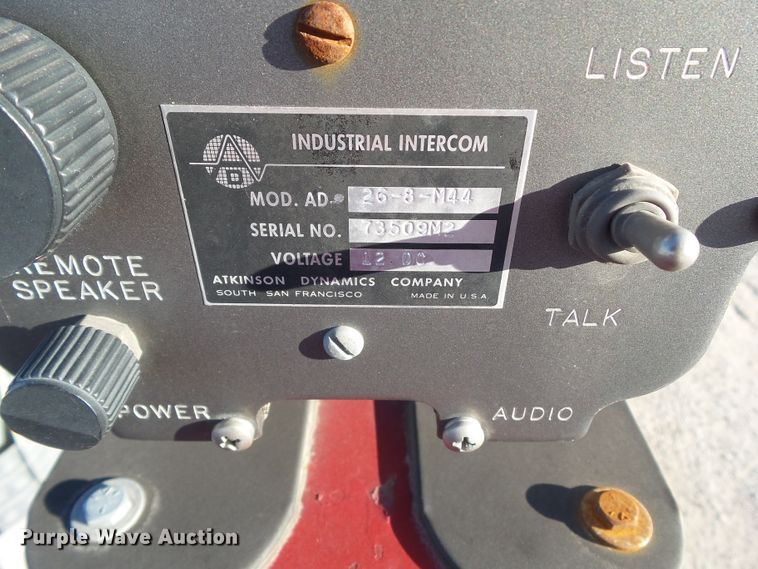 LISTEN
INDUSTRIAL INTERCOM
MOD. AD- 26-8-M44
SERIAL NO. 73509M2
VOLTAGE 12 DC
ATKINSON DYNAMICS COMPANY
SOUTH SAN FRANCISCO MADE IN U.S.A.
REMOTE
SPEAKER
TALK
POWER
AUDIO
Purple Wave Auction